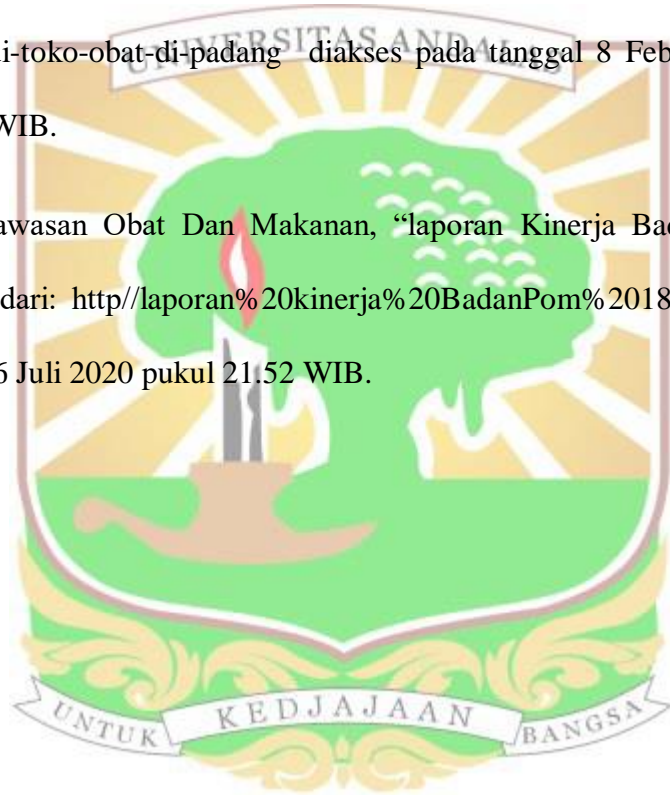 di-toko-obat-di-padang diakses pada tanggal 8 Feb
WIB.
awasan Obat Dan Makanan, “laporan Kinerja Bad
dari: http//laporan%20kinerja%20BadanPom%2018
6 Juli 2020 pukul 21.52 WIB.
UNIVERSITAS ANDALAS
UNTUK KEDJAJAAN BANGSA